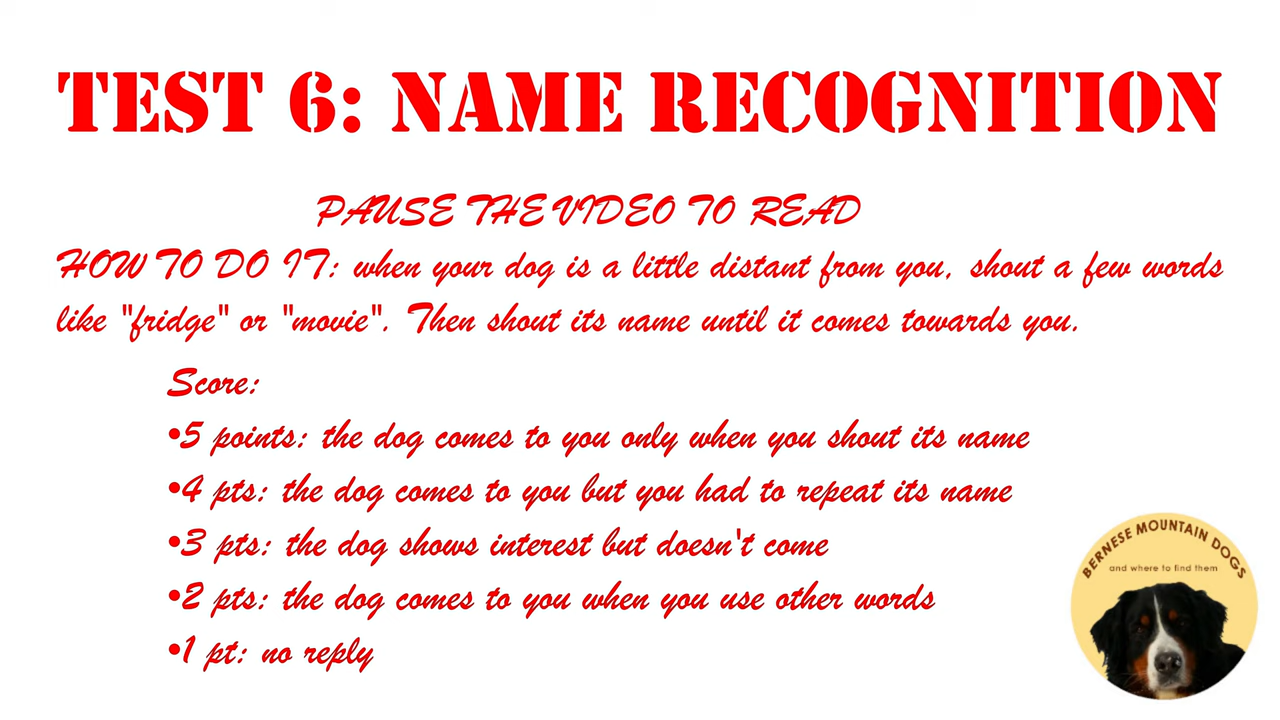 TEST 6: NAME RECOGNITION
PAUSE THE VIDEO TO READ
HOW TO DO IT: when your dog is a little distant from you, shout a few words
like "fridge" or "movie". Then shout its name until it comes towards you.
Score:
•5 points: the dog comes to you only when you shout its name
•4 pts: the dog comes to you but you had to repeat its name
•3 pts: the dog shows interest but doesn't come
•2 pts: the dog comes to you when you use other words
•1 pt: no reply
BERNESE MOUNTAIN DOGS
and where to find them